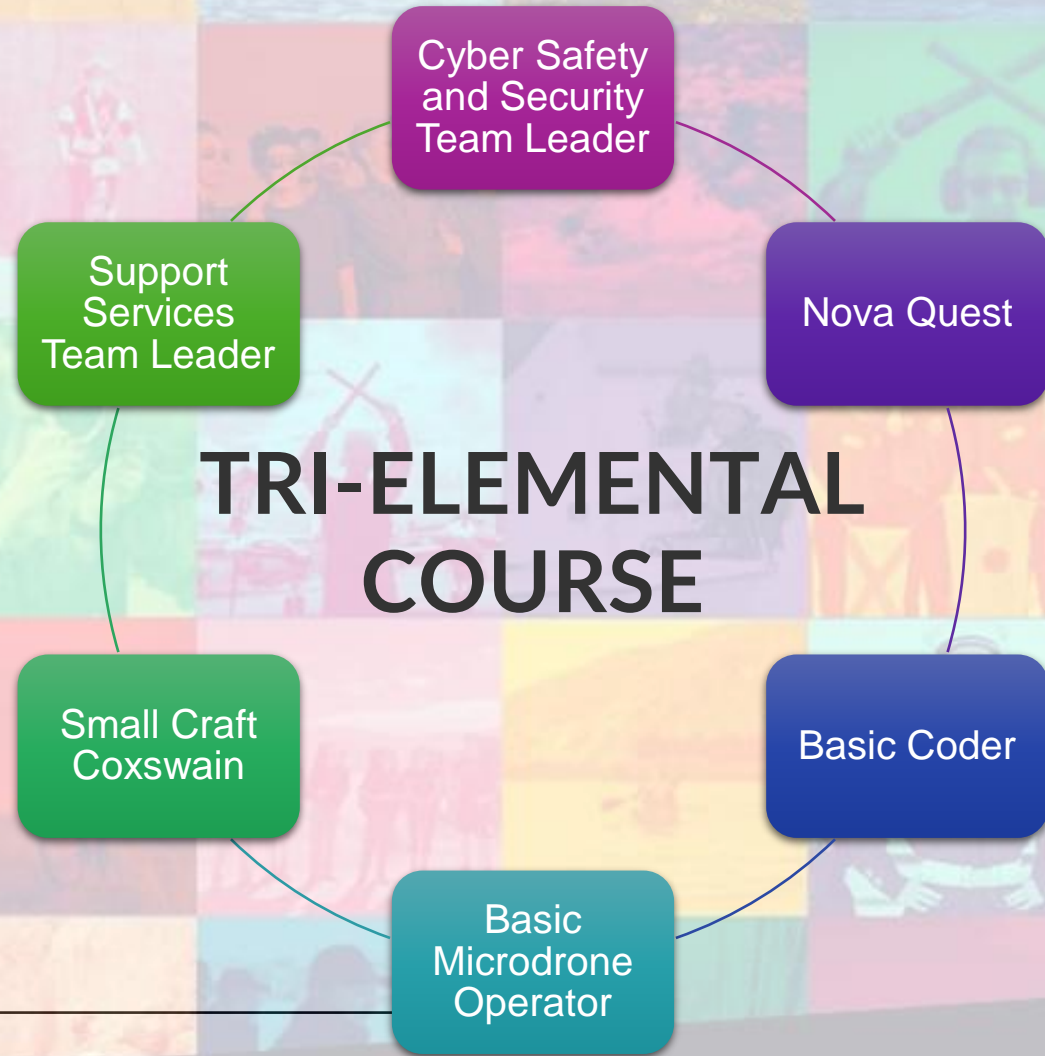 Cyber Safety
and Security
Team Leader
Nova Quest
Basic Coder
Basic
Microdrone
Operator
Small Craft
Coxswain
Support
Services
Team Leader
TRI-ELEMENTAL
COURSE